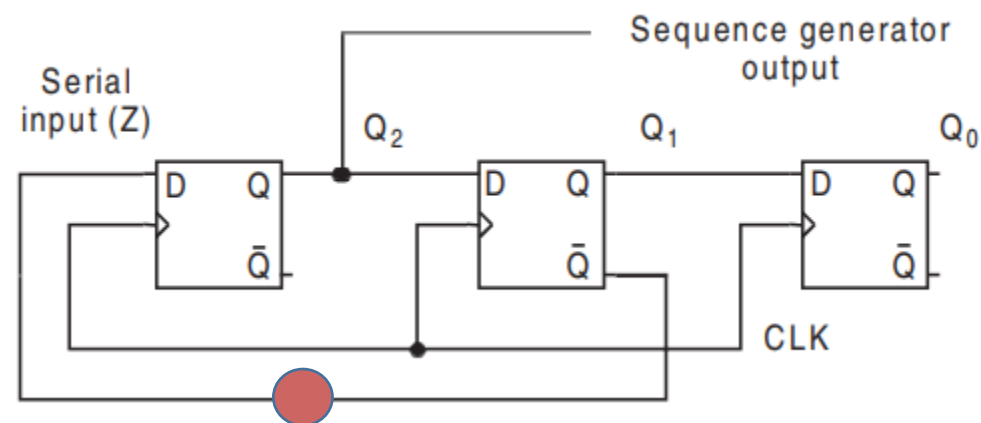 Sequence generator
output
Serial
input (Z)
Q₂
Q₁
Q₀
D Q
D Q
D Q
Q̄
Q̄
Q̄
CLK